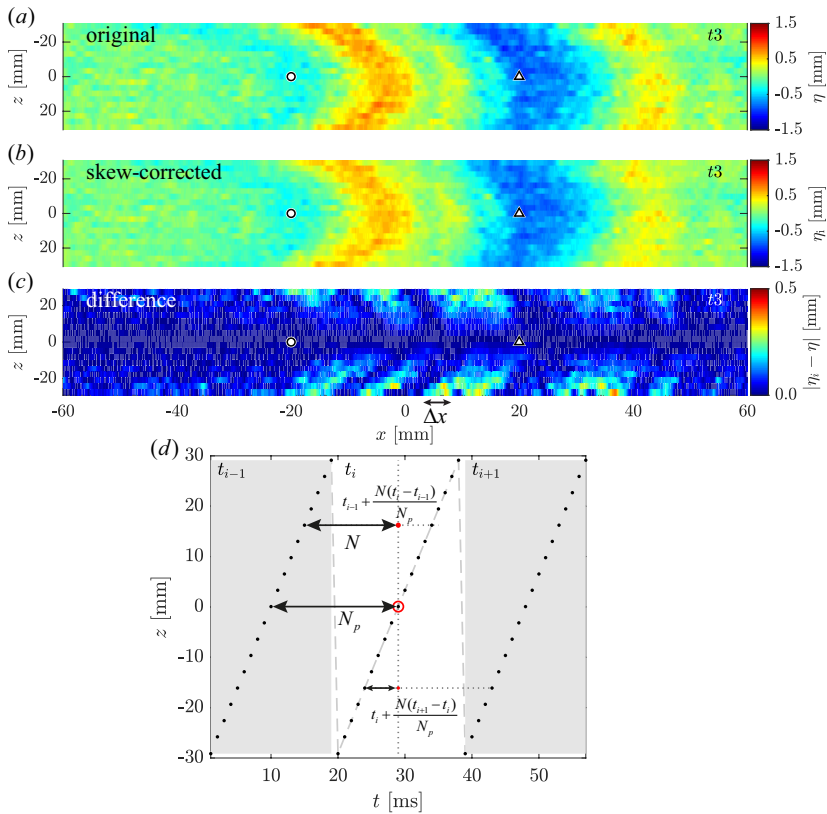 (a)
original
t3
-20
0
20
z [mm]
1.5
0.5
-0.5
-1.5
η [mm]
(b)
skew-corrected
t3
-20
0
20
z [mm]
1.5
0.5
-0.5
-1.5
η_i [mm]
(c)
difference
t3
20
0
-20
z [mm]
0.5
0.0
|η_i − η| [mm]
-60 -40 -20 0 20 40 60
Δx
x [mm]
(d)
30
20
10
0
-10
-20
-30
z [mm]
t_{i−1} t_i t_{i+1}
t_{i−1} + N(t_i − t_{i−1})/N_p
N
N_p
t_i + N(t_{i+1} − t_i)/N_p
10 20 30 40 50
t [ms]